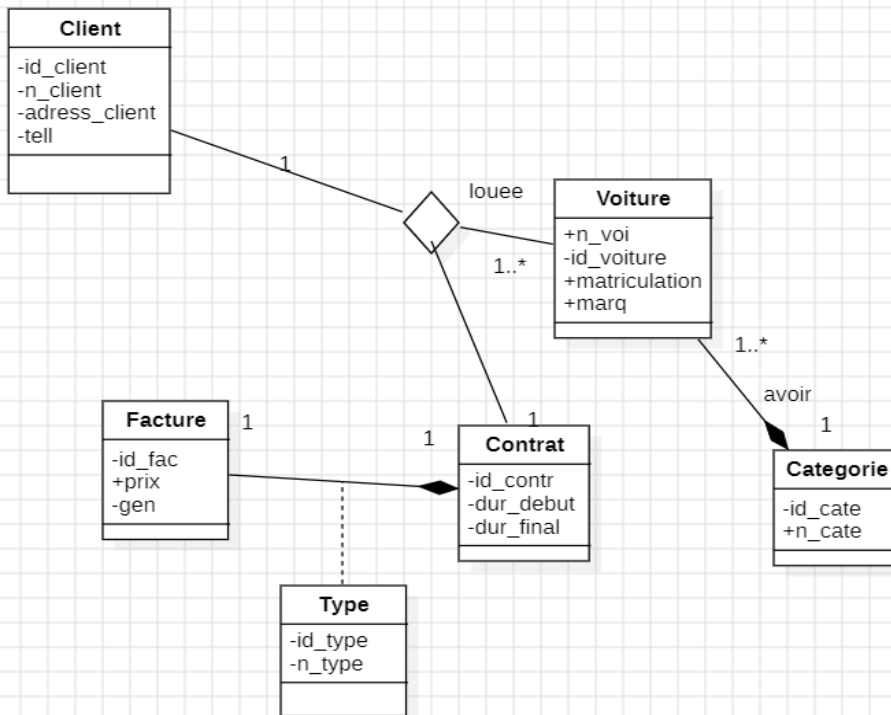 Client
-id_client
-n_client
-adress_client
-tell
1
louee
1..*
Voiture
+n_voi
-id_voiture
+matriculation
+marq
1..*
avoir
1
Categorie
-id_cate
+n_cate
Facture
-id_fac
+prix
-gen
1
1
1
Contrat
-id_contr
-dur_debut
-dur_final
Type
-id_type
-n_type